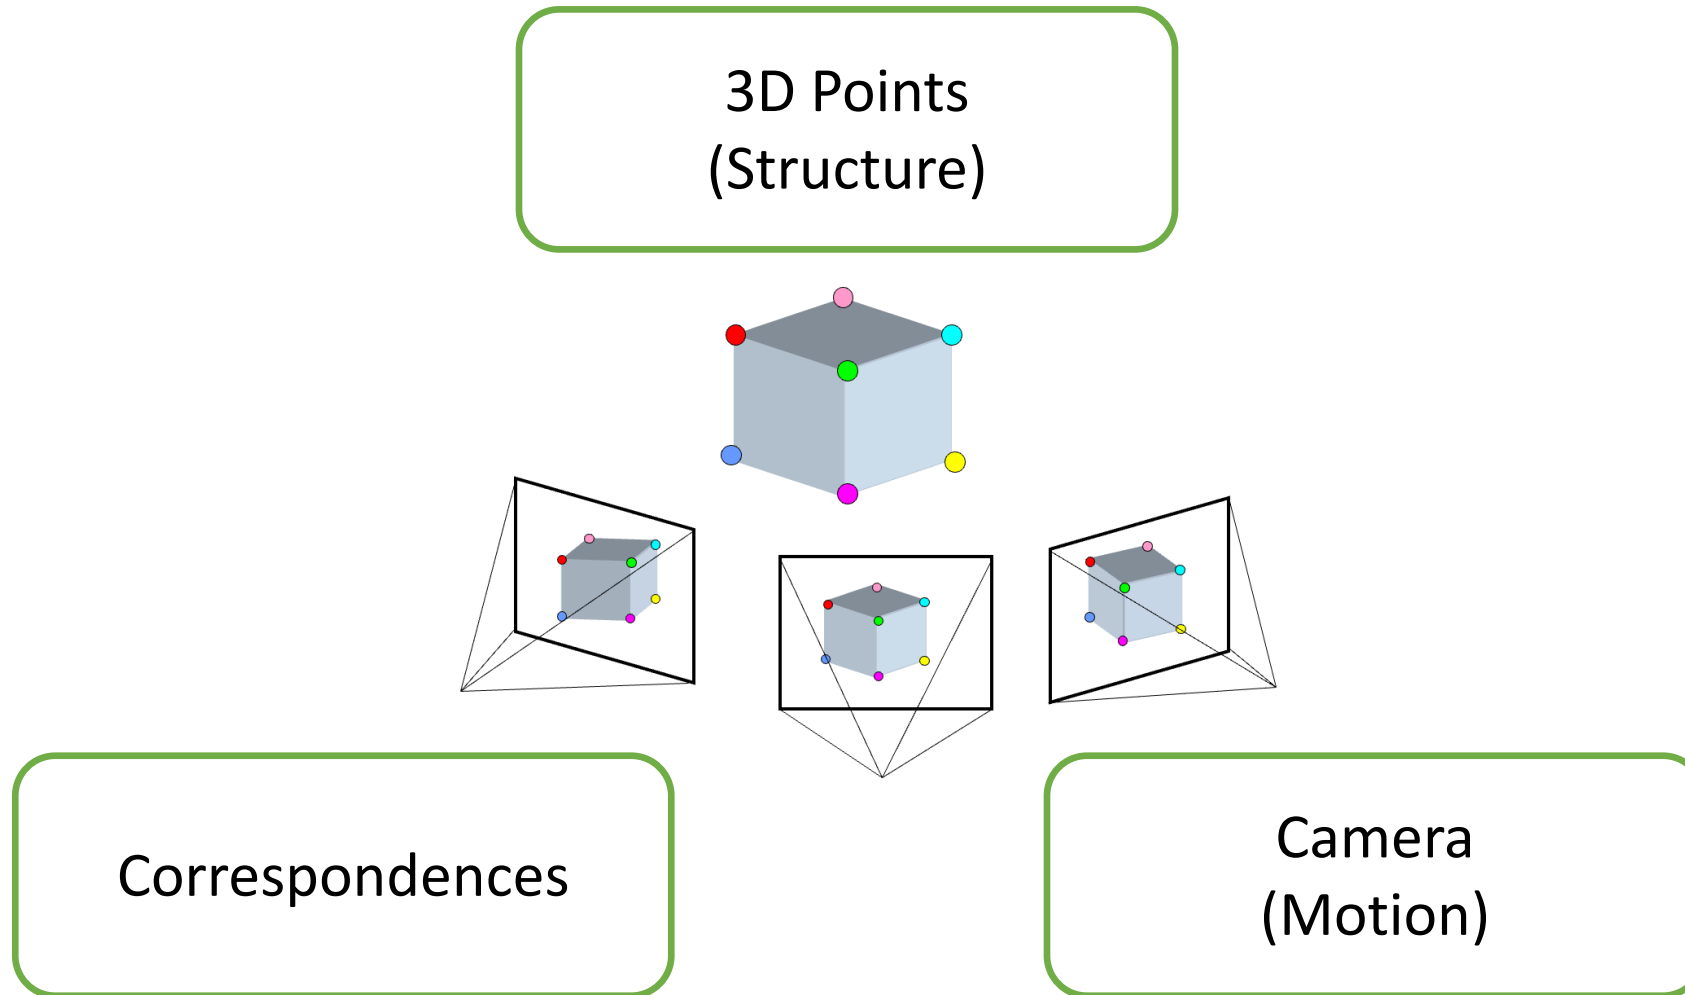 3D Points
(Structure)
Correspondences
Camera
(Motion)